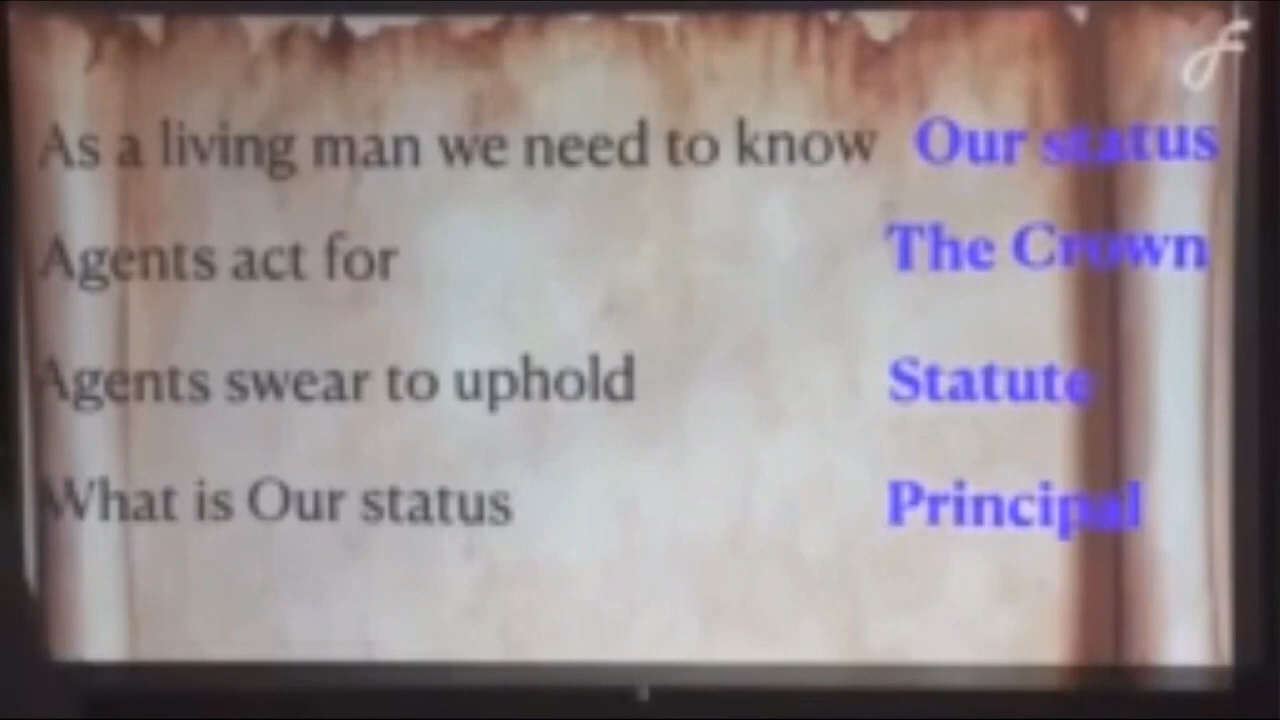 As a living man we need to know Our status
Agents act for The Crown
Agents swear to uphold Statute
What is Our status Principal